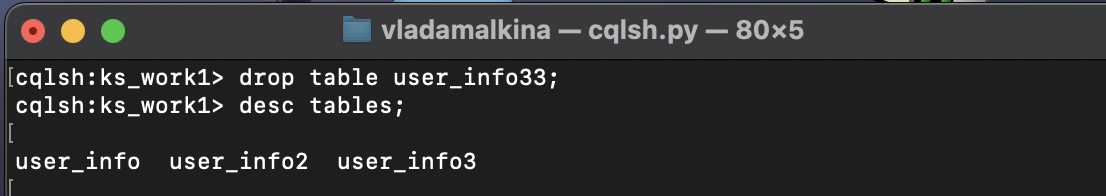 vladamalkina — cqlsh.py — 80×5
[cqlsh:ks_work1> drop table user_info33;
cqlsh:ks_work1> desc tables;
[
user_info  user_info2  user_info3
[